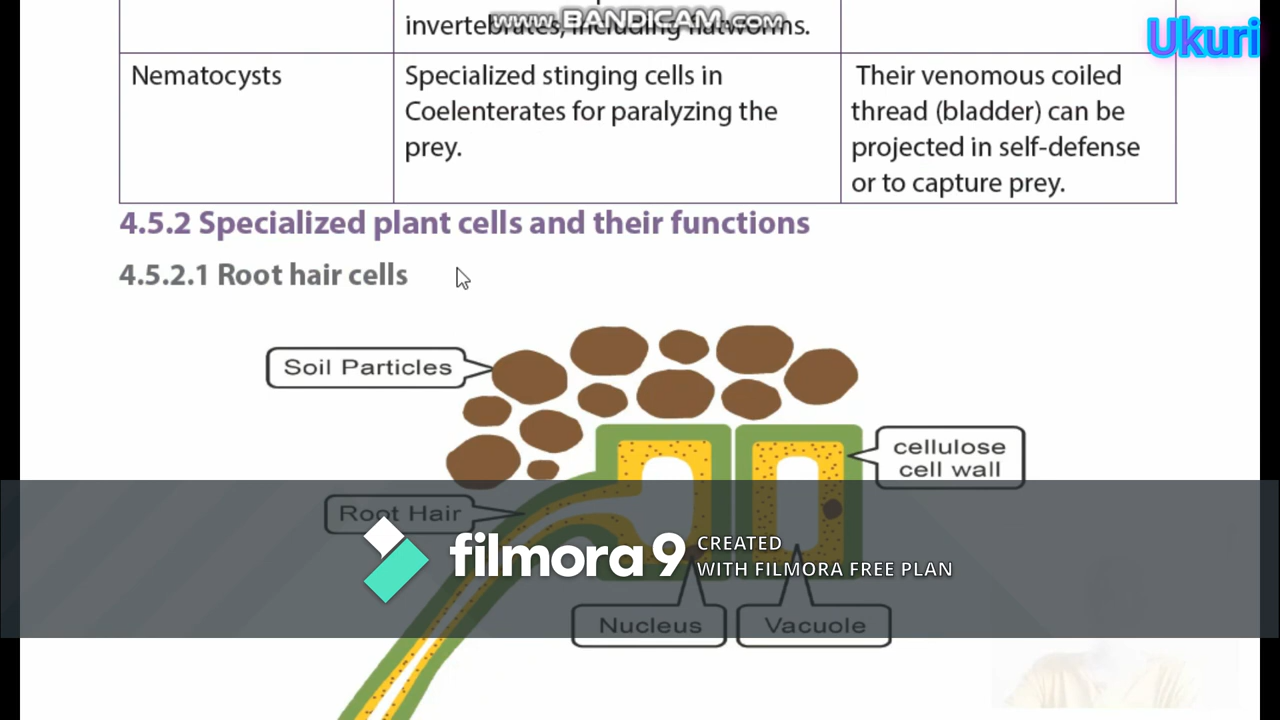 www.BANDICAM.com
Ukuri
invertebrates, including flatworms.
Nematocysts
Specialized stinging cells in
Coelenterates for paralyzing the
prey.
Their venomous coiled
thread (bladder) can be
projected in self-defense
or to capture prey.
4.5.2 Specialized plant cells and their functions
4.5.2.1 Root hair cells
Soil Particles
cellulose
cell wall
Root Hair
filmora9
CREATED
WITH FILMORA FREE PLAN
Nucleus
Vacuole